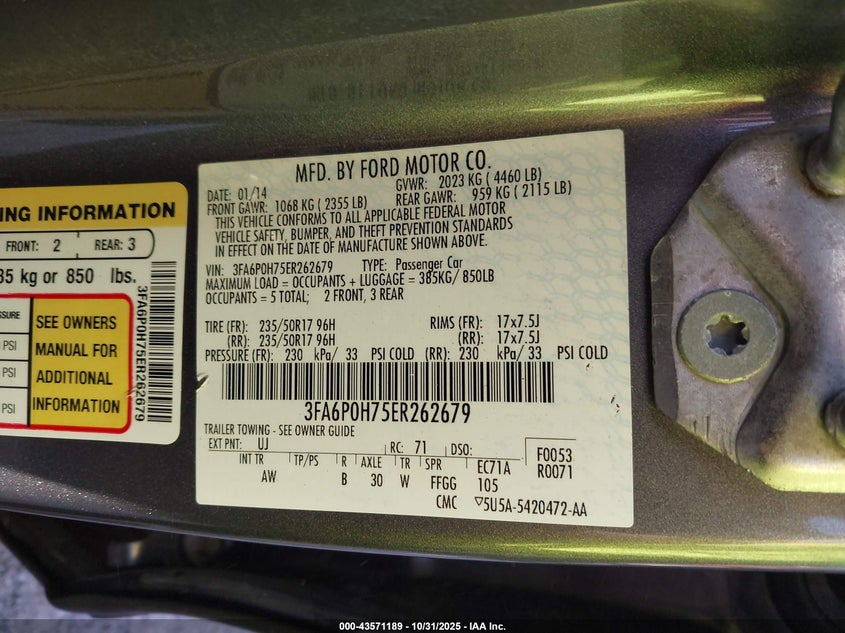 MFD. BY FORD MOTOR CO.
DATE: 01/14 GVWR: 2023 KG ( 4460 LB)
FRONT GAWR: 1068 KG ( 2355 LB) REAR GAWR: 959 KG ( 2115 LB)
THIS VEHICLE CONFORMS TO ALL APPLICABLE FEDERAL MOTOR
VEHICLE SAFETY, BUMPER, AND THEFT PREVENTION STANDARDS
IN EFFECT ON THE DATE OF MANUFACTURE SHOWN ABOVE.
VIN: 3FA6P0H75ER262679 TYPE: Passenger Car
MAXIMUM LOAD = OCCUPANTS + LUGGAGE = 385KG/ 850LB
OCCUPANTS = 5 TOTAL; 2 FRONT, 3 REAR
TIRE (FR): 235/50R17 96H RIMS (FR): 17x7.5J
(RR): 235/50R17 96H (RR): 17x7.5J
PRESSURE (FR): 230 kPa/ 33 PSI COLD (RR): 230 kPa/ 33 PSI COLD
3FA6P0H75ER262679
TRAILER TOWING - SEE OWNER GUIDE
EXT PNT: UJ RC: 71 DSO: F0053
INT TR TP/PS R AXLE TR SPR EC71A R0071
AW B 30 W FFGG 105
CMC ▽5U5A-5420472-AA
ING INFORMATION
FRONT: 2 REAR: 3
85 kg or 850 lbs.
SSURE
PSI
PSI
PSI
SEE OWNERS
MANUAL FOR
ADDITIONAL
INFORMATION
3FA6P0H75ER262679
000-43571189 - 10/31/2025 - IAA Inc.